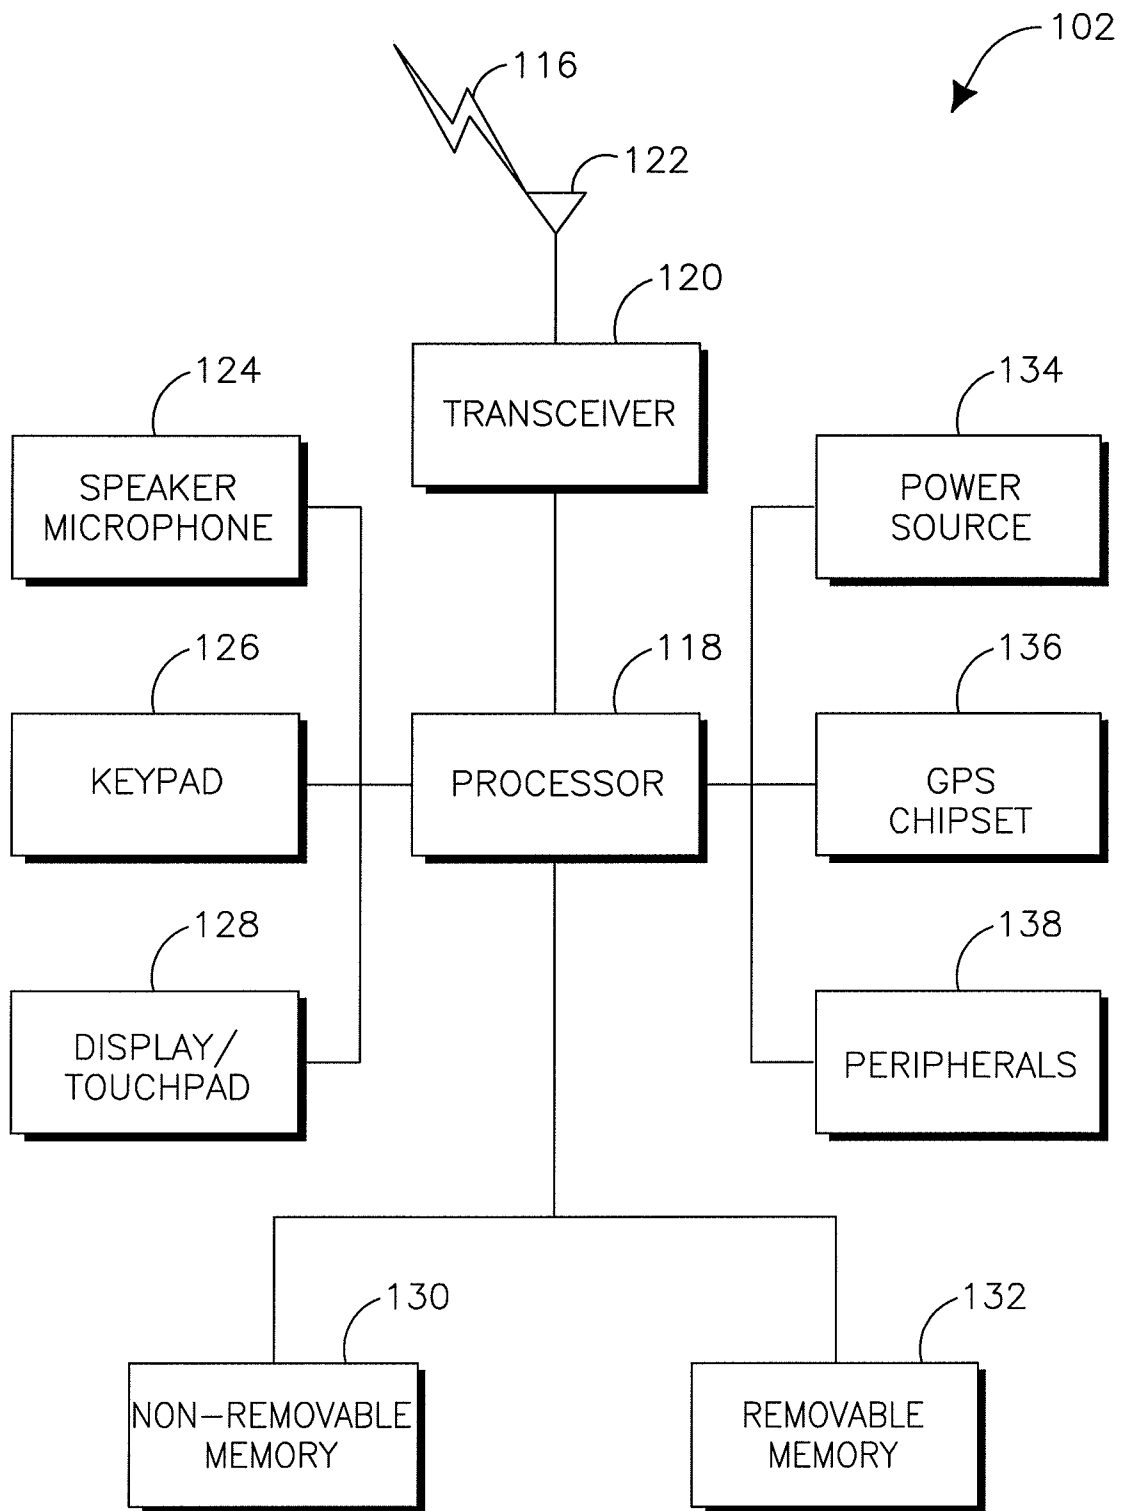 102
116
122
120
TRANSCEIVER
124
SPEAKER
MICROPHONE
134
POWER
SOURCE
126
KEYPAD
118
PROCESSOR
136
GPS
CHIPSET
128
DISPLAY/
TOUCHPAD
138
PERIPHERALS
130
NON-REMOVABLE
MEMORY
132
REMOVABLE
MEMORY